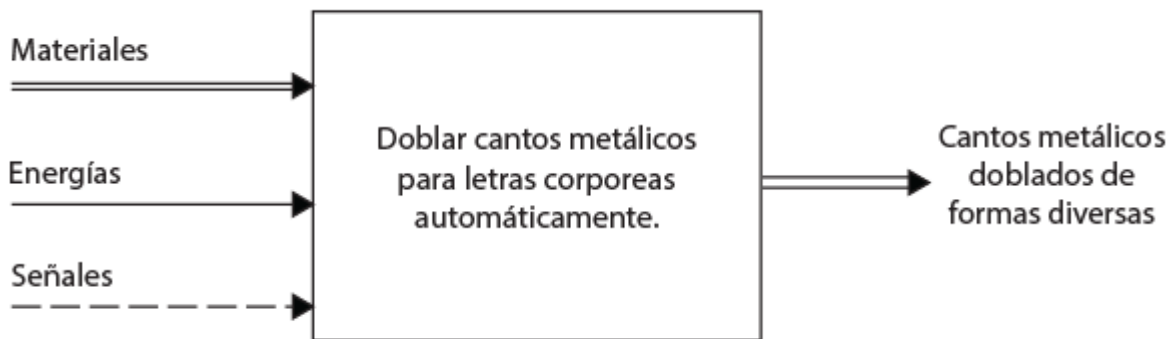 Materiales
Energías
Señales
Doblar cantos metálicos
para letras corporeas
automáticamente.
Cantos metálicos
doblados de
formas diversas